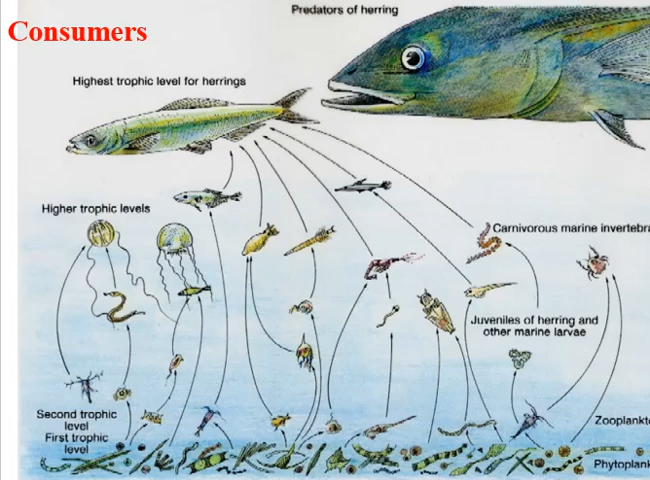 Predators of herring
Consumers
Highest trophic level for herrings
Higher trophic levels
Carnivorous marine invertebra
Juveniles of herring and
other marine larvae
Second trophic
level
First trophic
level
Zooplankt
Phytoplank